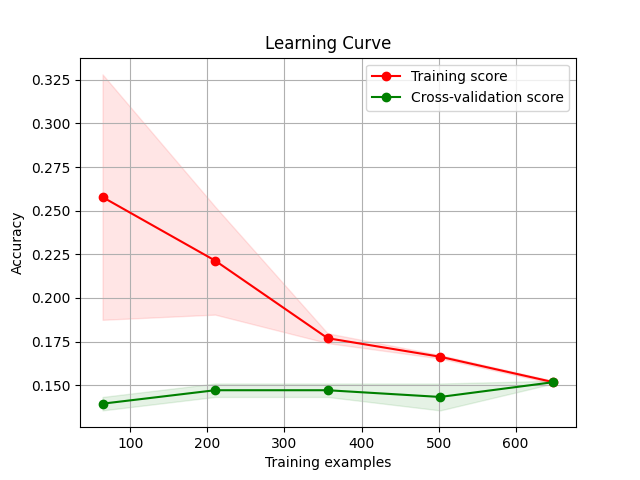 Learning Curve
Training score
Cross-validation score
0.325
0.300
0.275
0.250
0.225
0.200
0.175
0.150
Accuracy
100 200 300 400 500 600
Training examples